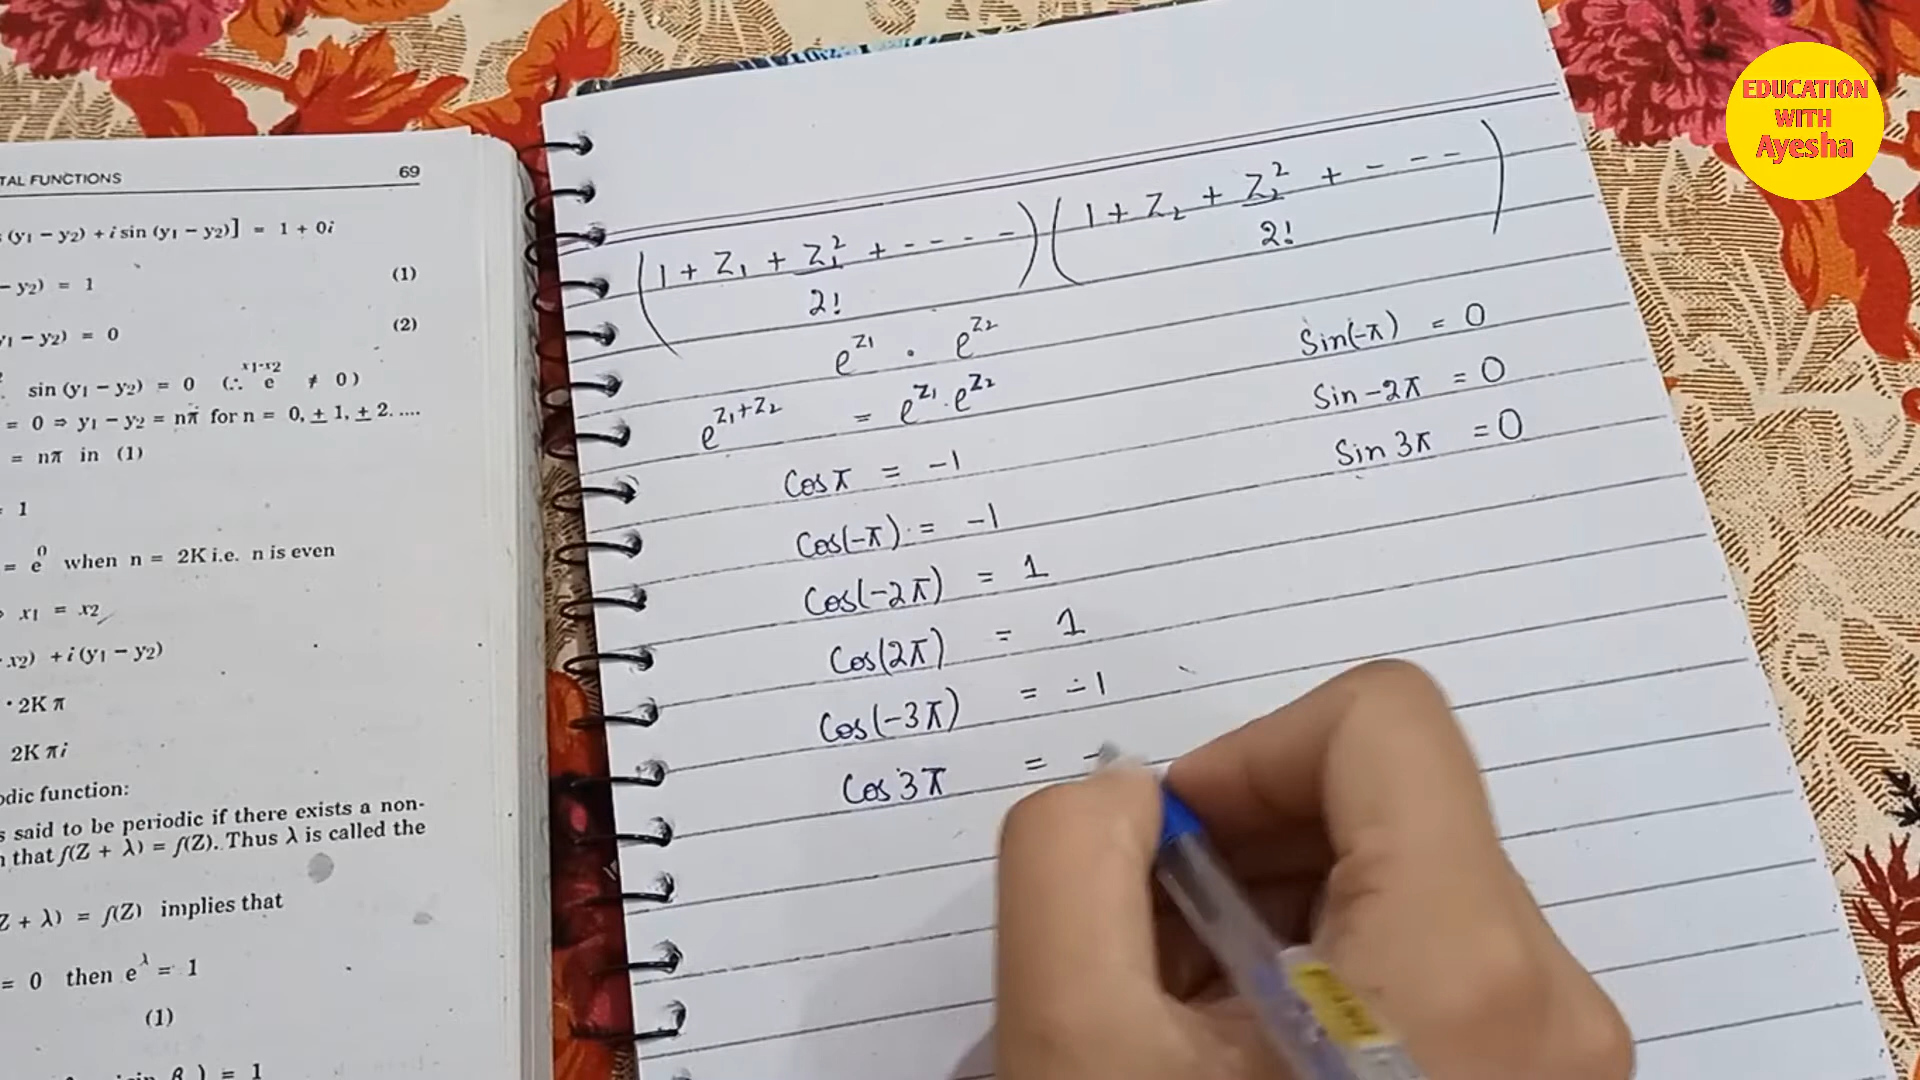 TAL FUNCTIONS 69
(y₁ − y₂) + i sin (y₁ − y₂)] = 1 + 0i
− y₂) = 1 (1)
y₁ − y₂) = 0 (2)
sin (y₁ − y₂) = 0 (∴ e^(x₁-x₂) ≠ 0)
= 0 ⇒ y₁ − y₂ = nπ for n = 0, ± 1, ± 2. ....
= nπ in (1)
= 1
= e⁰ when n = 2K i.e. n is even
x₁ = x₂
x₂) + i (y₁ − y₂)
2K π
2K πi
odic function:
s said to be periodic if there exists a non-
that f(Z + λ) = f(Z). Thus λ is called the
Z + λ) = f(Z) implies that
= 0 then e^λ = 1
(1)
) = 1
(1 + Z₁ + Z₁²/2! + - - - -) (1 + Z₂ + Z₂²/2! + - - -)
e^Z₁ . e^Z₂
e^(Z₁+Z₂) = e^Z₁ . e^Z₂
Cos π = −1
Cos(−π) = −1
Cos(−2π) = 1
Cos(2π) = 1
Cos(−3π) = −1
Cos 3π = −
Sin(−π) = 0
Sin −2π = 0
Sin 3π = 0
EDUCATION
WITH
Ayesha